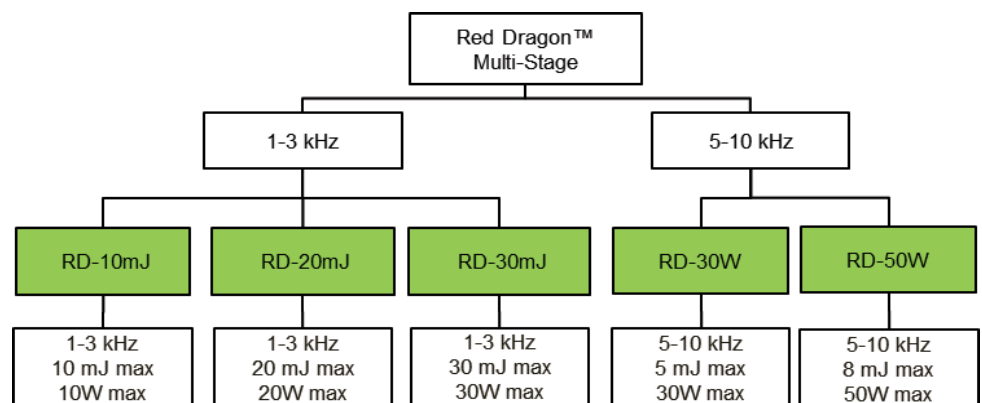 Red Dragon™
Multi-Stage
1-3 kHz
5-10 kHz
RD-10mJ
RD-20mJ
RD-30mJ
RD-30W
RD-50W
1-3 kHz
10 mJ max
10W max
1-3 kHz
20 mJ max
20W max
1-3 kHz
30 mJ max
30W max
5-10 kHz
5 mJ max
30W max
5-10 kHz
8 mJ max
50W max